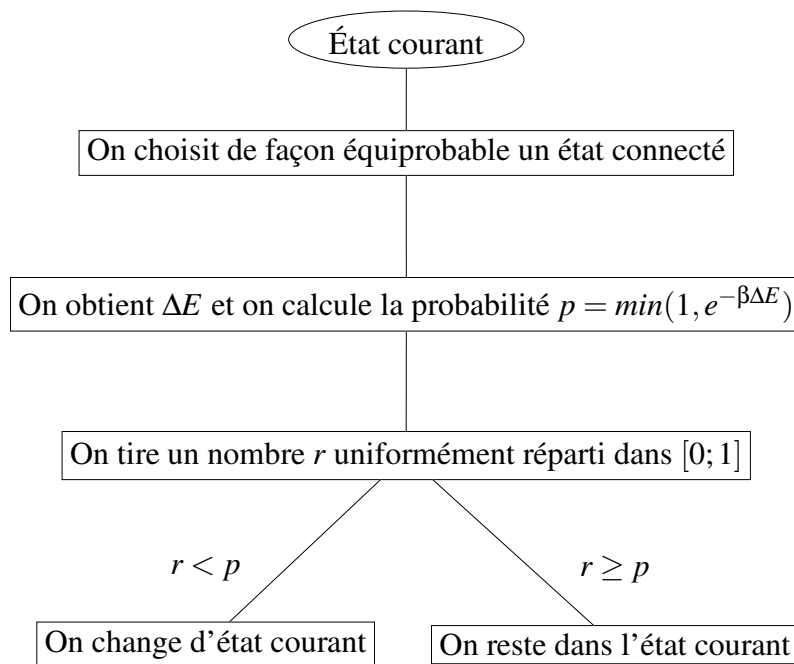 État courant
On choisit de façon équiprobable un état connecté
On obtient ΔE et on calcule la probabilité p = min(1, e^{−βΔE})
On tire un nombre r uniformément réparti dans [0; 1]
r < p
r ≥ p
On change d'état courant
On reste dans l'état courant